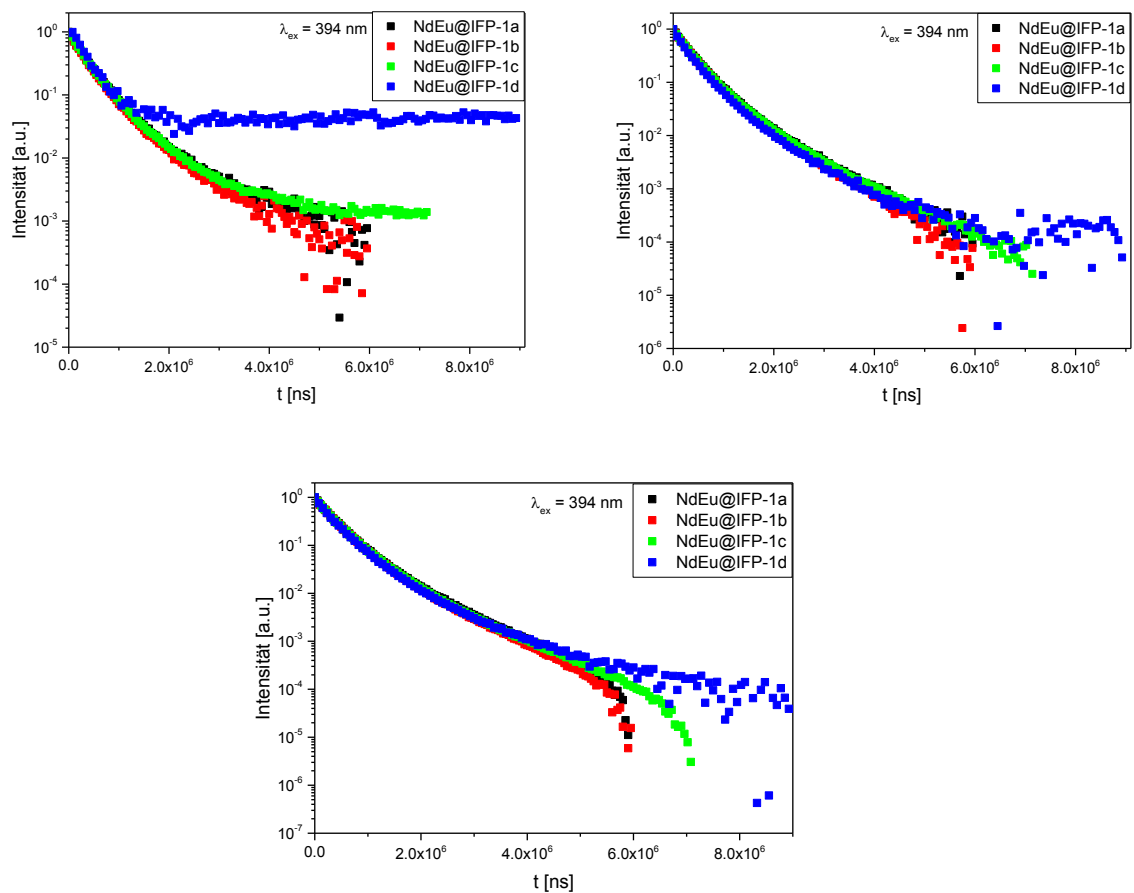 λex = 394 nm
NdEu@IFP-1a
NdEu@IFP-1b
NdEu@IFP-1c
NdEu@IFP-1d
Intensität [a.u.]
10^0
10^-1
10^-2
10^-3
10^-4
10^-5
0.0 2.0x10^6 4.0x10^6 6.0x10^6 8.0x10^6
t [ns]
λex = 394 nm
NdEu@IFP-1a
NdEu@IFP-1b
NdEu@IFP-1c
NdEu@IFP-1d
Intensität [a.u.]
10^0
10^-1
10^-2
10^-3
10^-4
10^-5
10^-6
0.0 2.0x10^6 4.0x10^6 6.0x10^6 8.0x10^6
t [ns]
λex = 394 nm
NdEu@IFP-1a
NdEu@IFP-1b
NdEu@IFP-1c
NdEu@IFP-1d
Intensität [a.u.]
10^0
10^-1
10^-2
10^-3
10^-4
10^-5
10^-6
10^-7
0.0 2.0x10^6 4.0x10^6 6.0x10^6 8.0x10^6
t [ns]